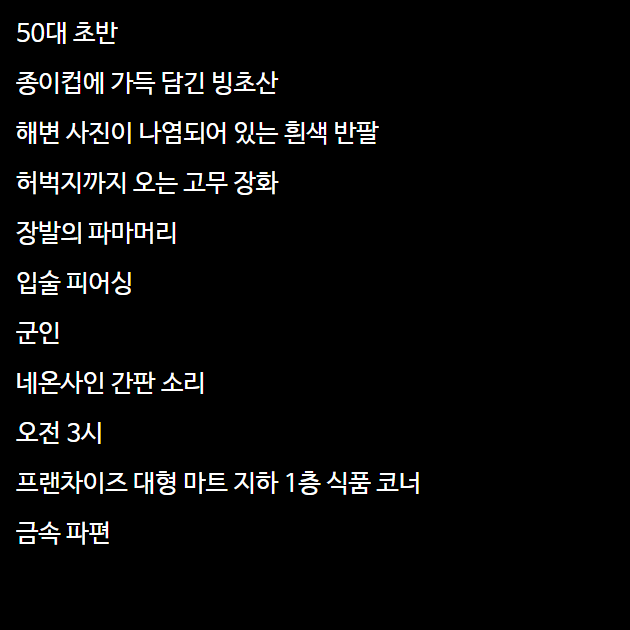 50대 초반
종이컵에 가득 담긴 빙초산
해변 사진이 나염되어 있는 흰색 반팔
허벅지까지 오는 고무 장화
장발의 파마머리
입술 피어싱
군인
네온사인 간판 소리
오전 3시
프랜차이즈 대형 마트 지하 1층 식품 코너
금속 파편